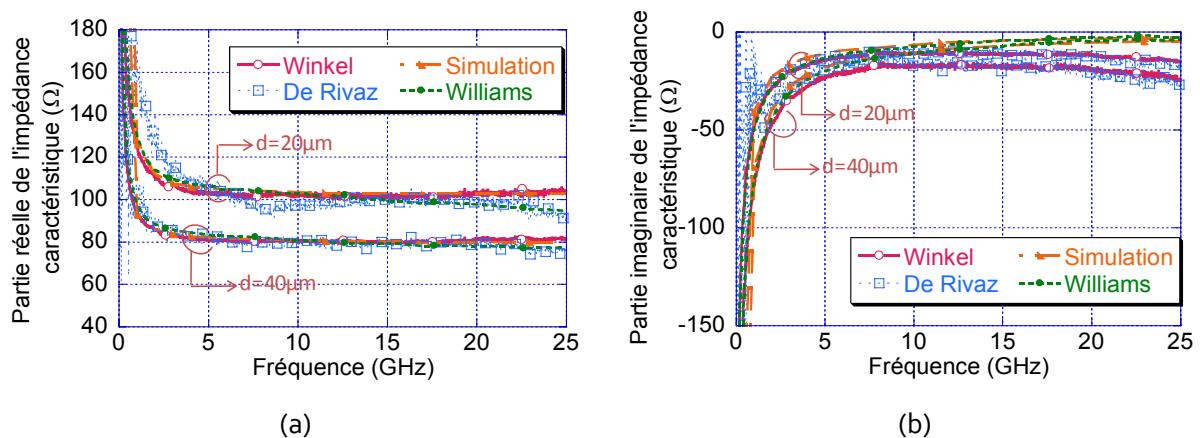 Partie réelle de l'impédance
caractéristique (Ω)
180
160
140
120
100
80
60
40
Winkel
Simulation
De Rivaz
Williams
d=20µm
d=40µm
0
5
10
15
20
25
Fréquence (GHz)
(a)
Partie imaginaire de l'impédance
caractéristique (Ω)
-0
-50
-100
-150
d=20µm
d=40µm
Winkel
Simulation
De Rivaz
Williams
0
5
10
15
20
25
Fréquence (GHz)
(b)